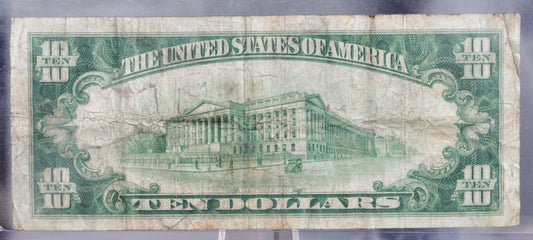 10 THE UNITED STATES OF AMERICA 10
TEN TEN
10 10
TEN TEN
TEN DOLLARS